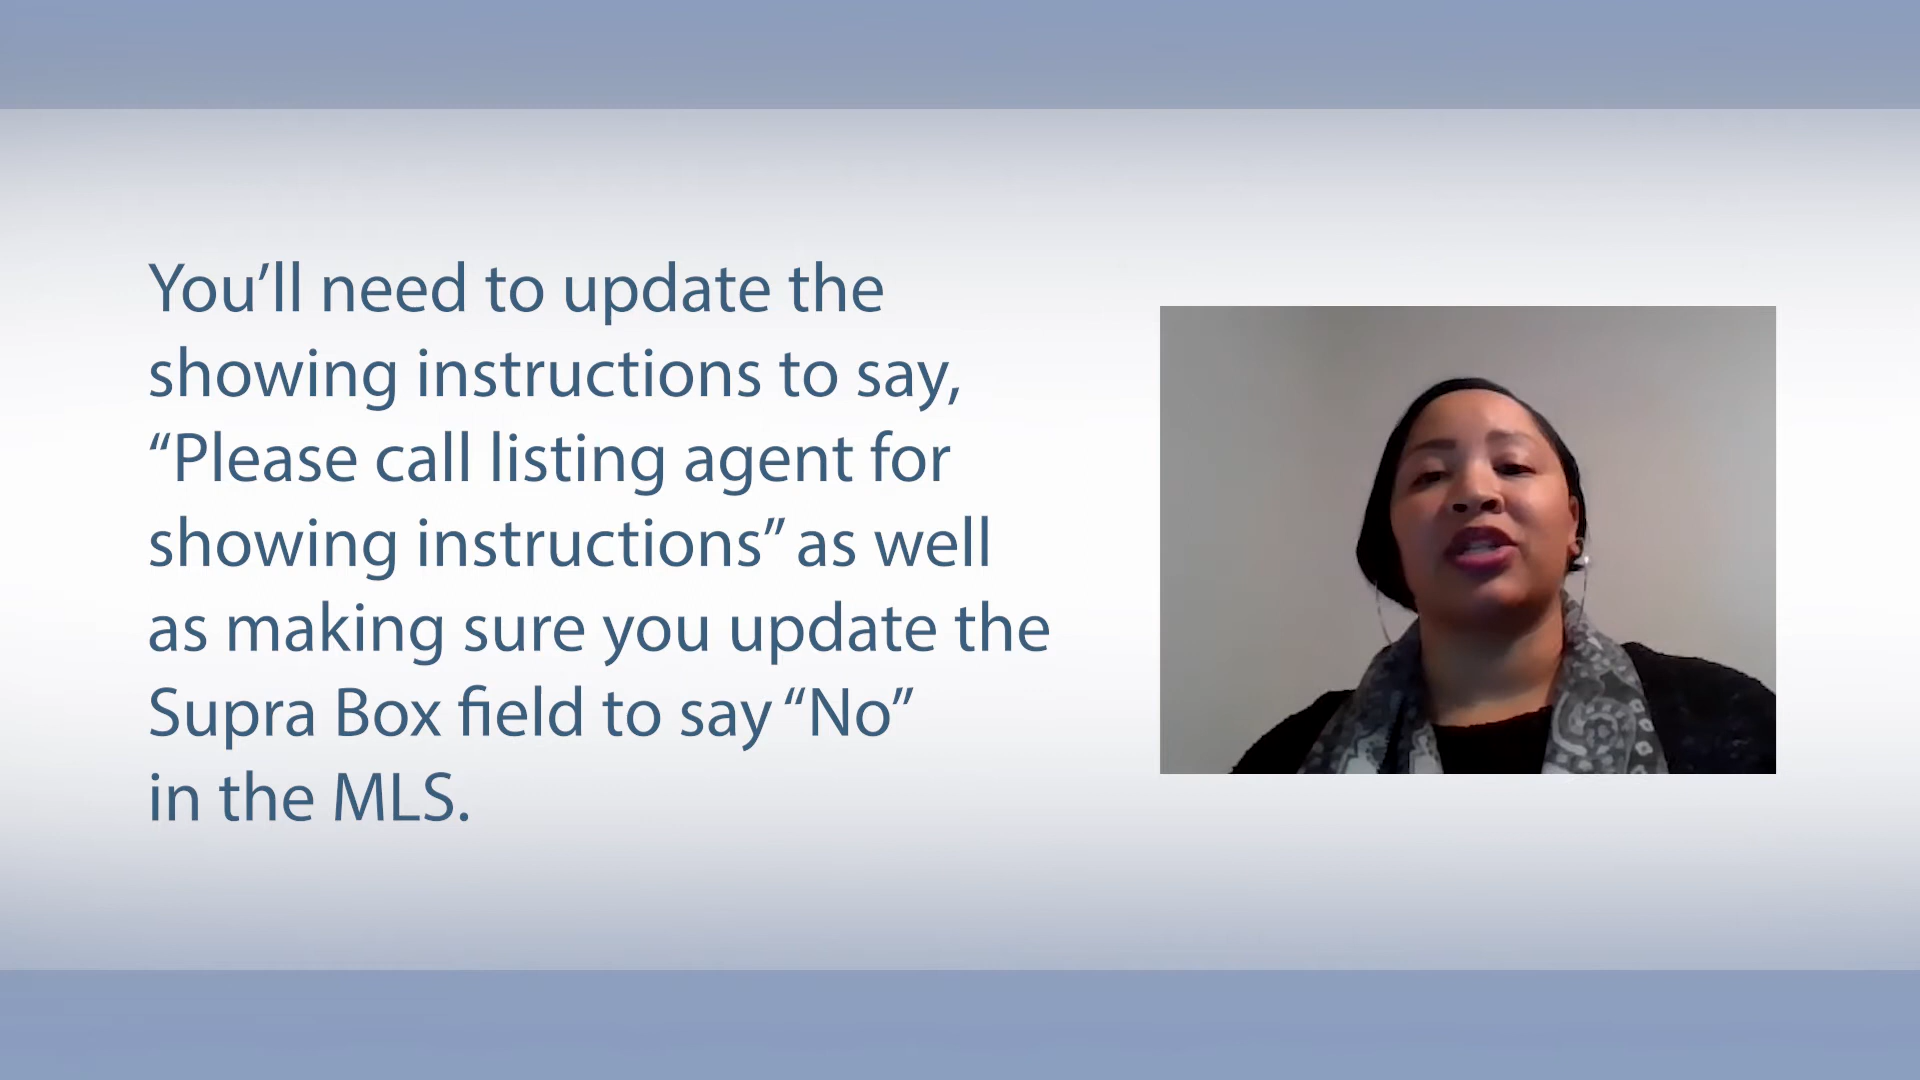 You’ll need to update the
showing instructions to say,
“Please call listing agent for
showing instructions” as well
as making sure you update the
Supra Box field to say “No”
in the MLS.